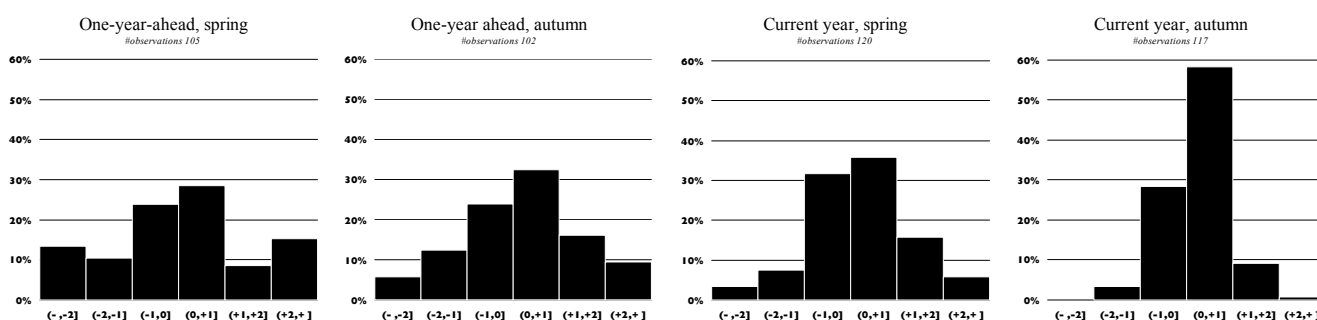 One-year-ahead, spring
#observations 105
60%
50%
40%
30%
20%
10%
0%
(- ,-2] (-2,-1] (-1,0] (0,+1] (+1,+2] (+2,+ ]
One-year ahead, autumn
#observations 102
60%
50%
40%
30%
20%
10%
0%
(- ,-2] (-2,-1] (-1,0] (0,+1] (+1,+2] (+2,+ ]
Current year, spring
#observations 120
60%
50%
40%
30%
20%
10%
0%
(- ,-2] (-2,-1] (-1,0] (0,+1] (+1,+2] (+2,+ ]
Current year, autumn
#observations 117
60%
50%
40%
30%
20%
10%
0%
(- ,-2] (-2,-1] (-1,0] (0,+1] (+1,+2] (+2,+ ]